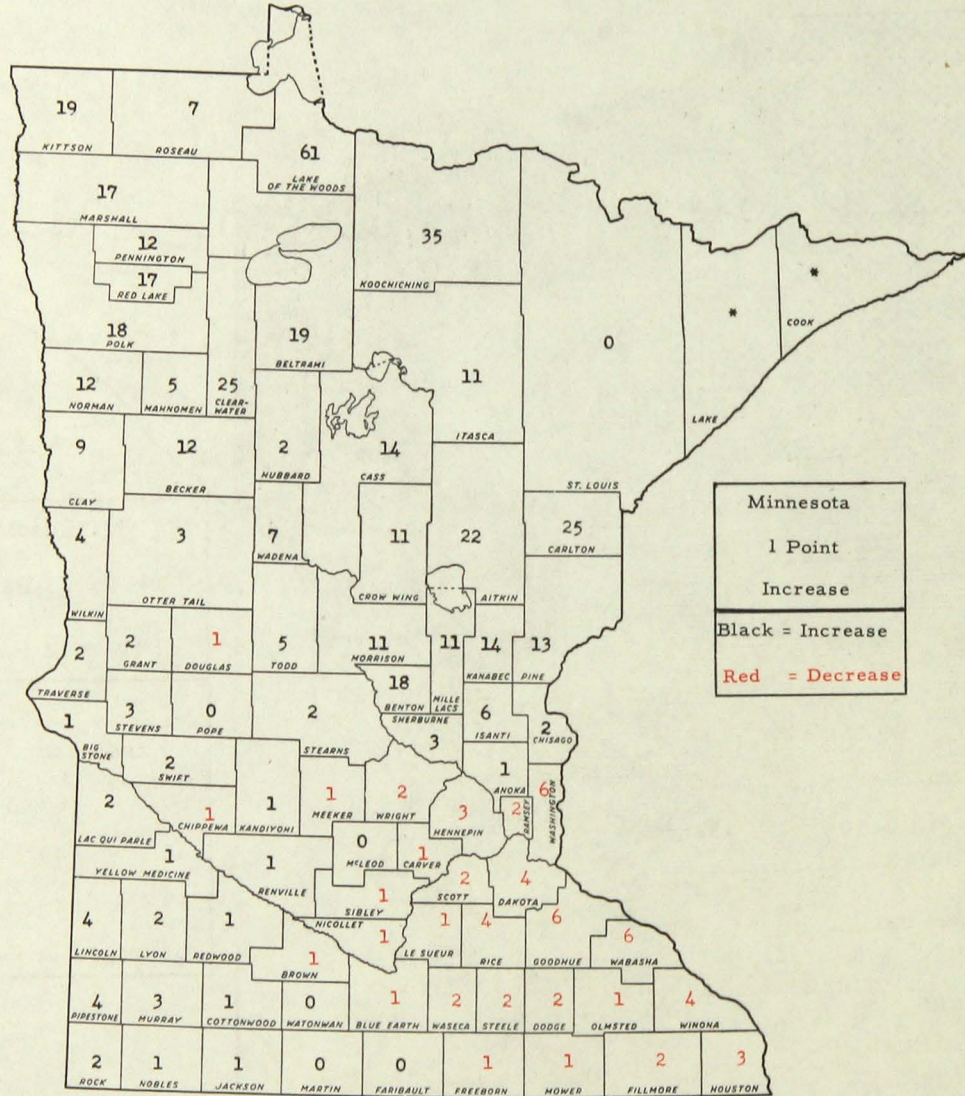 19
KITTSON
7
ROSEAU
61
LAKE
OF THE WOODS
17
MARSHALL
12
PENNINGTON
17
RED LAKE
18
POLK
35
KOOCHICHING
19
BELTRAMI
11
ITASCA
0
ST. LOUIS
*
LAKE
*
COOK
12
NORMAN
5
MAHNOMEN
25
CLEAR-
WATER
9
CLAY
12
BECKER
2
HUBBARD
14
CASS
4
WILKIN
3
OTTER TAIL
7
WADENA
11
CROW WING
22
AITKIN
25
CARLTON
Minnesota
1 Point
Increase
Black = Increase
Red = Decrease
2
TRAVERSE
2
GRANT
1
DOUGLAS
5
TODD
11
MORRISON
11
MILLE
LACS
14
KANABEC
13
PINE
1
BIG
STONE
3
STEVENS
0
POPE
2
STEARNS
18
BENTON
SHERBURNE
3
6
ISANTI
2
CHISAGO
2
SWIFT
2
LAC QUI PARLE
1
CHIPPEWA
1
KANDIYOHI
1
MEEKER
2
WRIGHT
3
HENNEPIN
1
ANOKA
2
RAMSEY
6
WASHINGTON
1
YELLOW MEDICINE
1
RENVILLE
0
McLEOD
1
CARVER
2
SCOTT
4
DAKOTA
1
SIBLEY
4
LINCOLN
2
LYON
1
REDWOOD
1
BROWN
NICOLLET
1
1
LE SUEUR
4
RICE
6
GOODHUE
6
WABASHA
4
PIPESTONE
3
MURRAY
1
COTTONWOOD
0
WATONWAN
1
BLUE EARTH
2
WASECA
2
STEELE
2
DODGE
1
OLMSTED
4
WINONA
2
ROCK
1
NOBLES
1
JACKSON
0
MARTIN
0
FARIBAULT
1
FREEBORN
1
MOWER
2
FILLMORE
3
HOUSTON